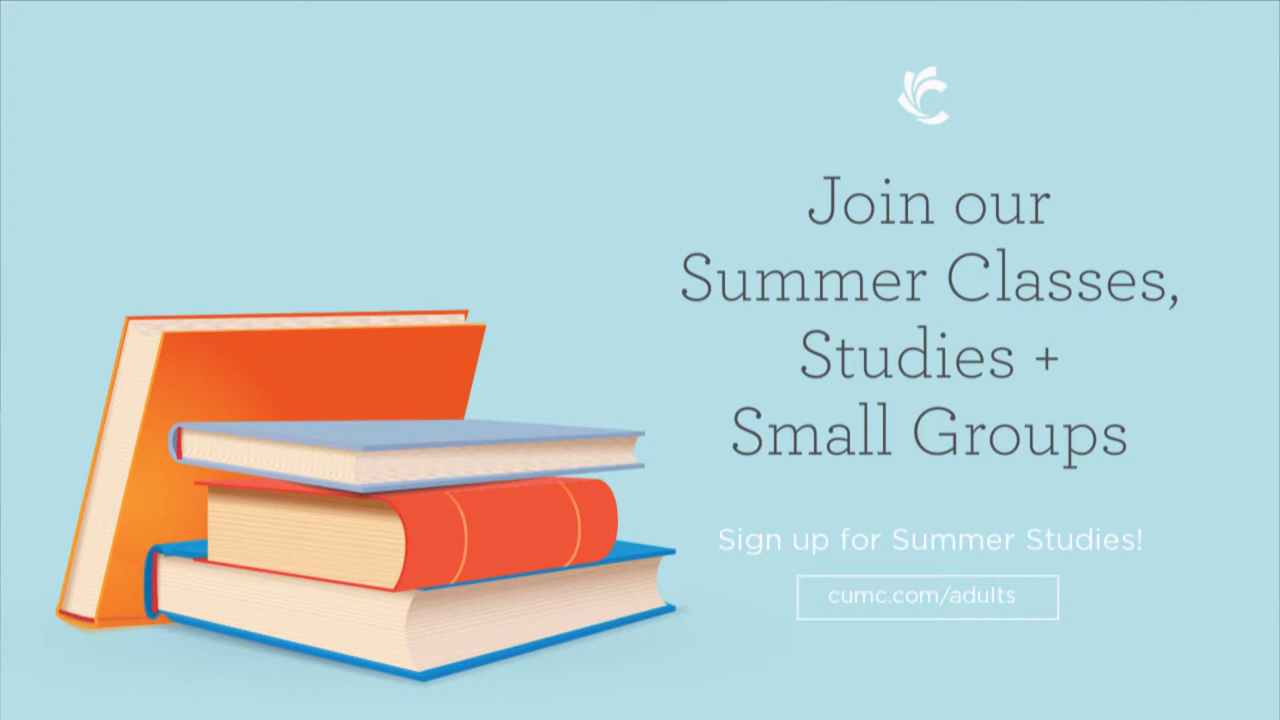 Join our
Summer Classes,
Studies +
Small Groups
Sign up for Summer Studies!
cumc.com/adults